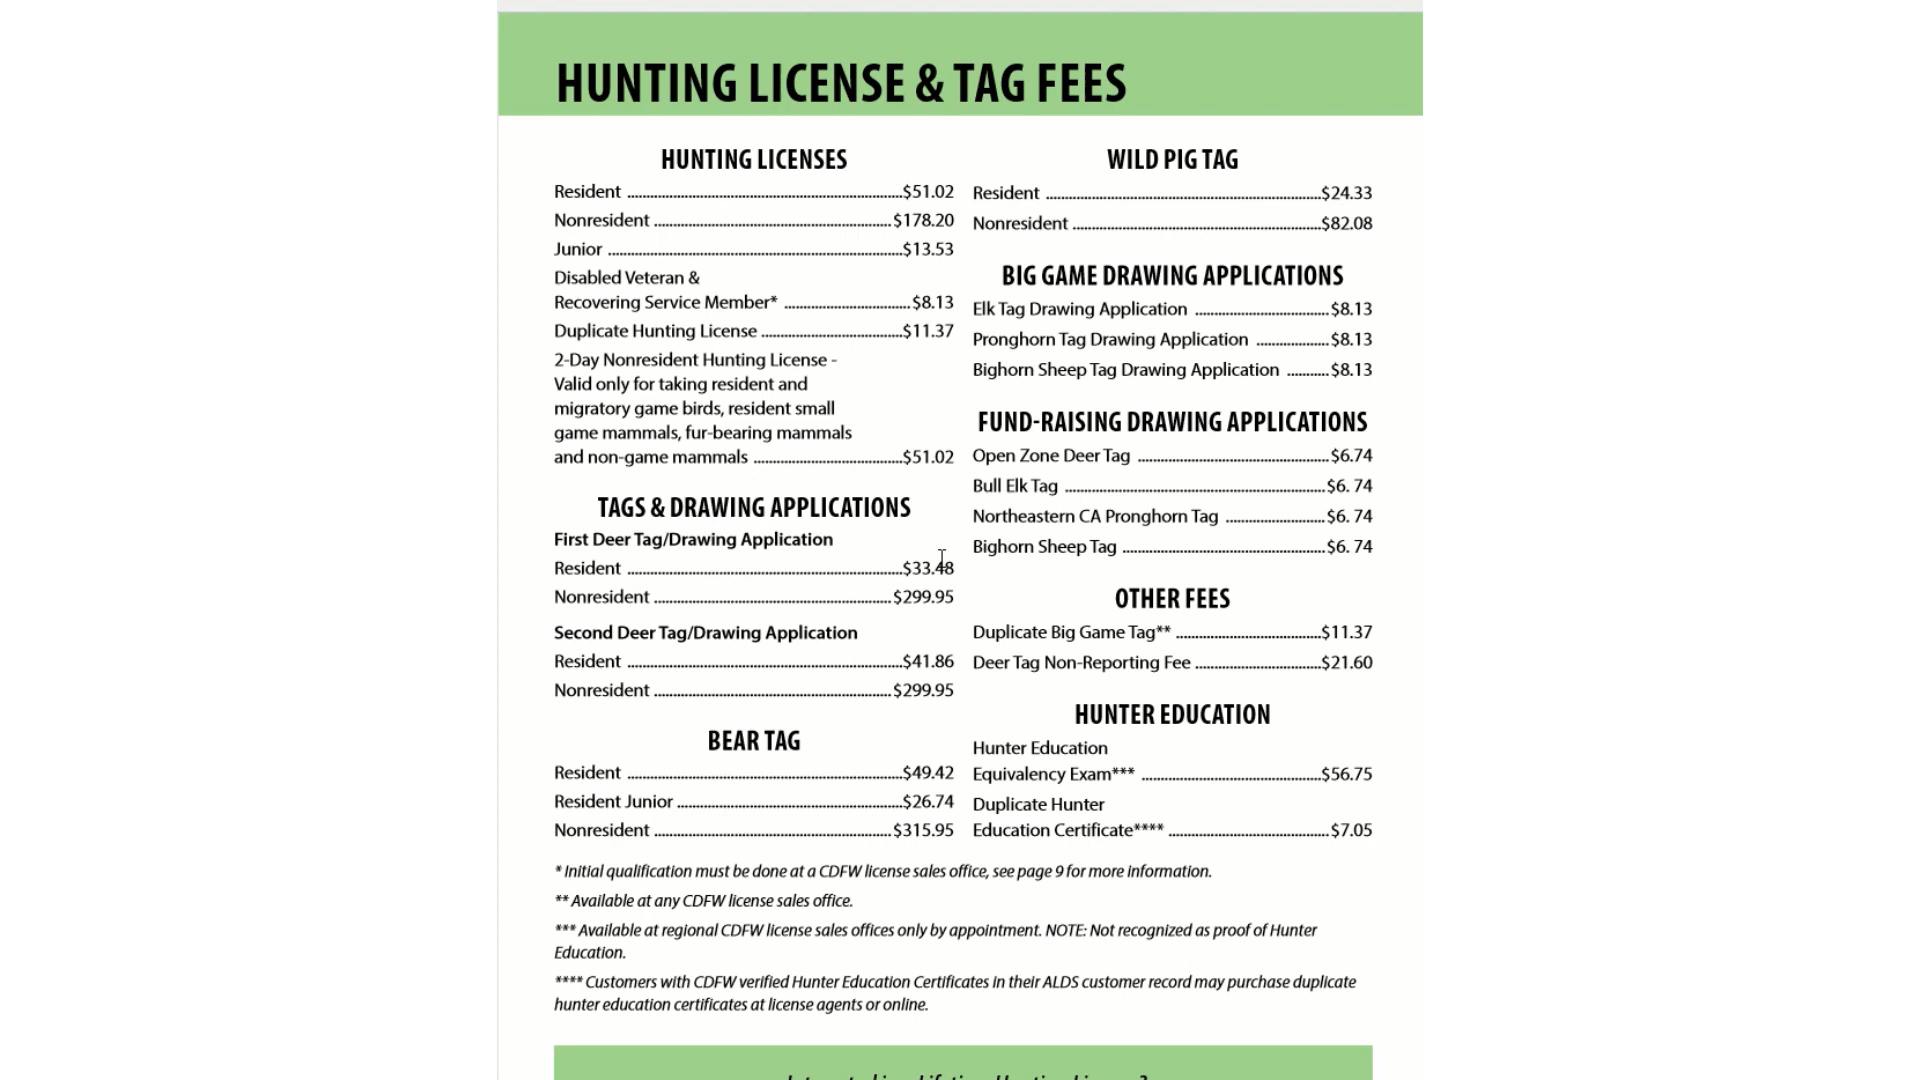 HUNTING LICENSE & TAG FEES
HUNTING LICENSES
Resident ........ $51.02
Nonresident ........ $178.20
Junior ........ $13.53
Disabled Veteran &
Recovering Service Member* ........ $8.13
Duplicate Hunting License ........ $11.37
2-Day Nonresident Hunting License -
Valid only for taking resident and
migratory game birds, resident small
game mammals, fur-bearing mammals
and non-game mammals ........ $51.02
TAGS & DRAWING APPLICATIONS
First Deer Tag/Drawing Application
Resident ........ $33.48
Nonresident ........ $299.95
Second Deer Tag/Drawing Application
Resident ........ $41.86
Nonresident ........ $299.95
BEAR TAG
Resident ........ $49.42
Resident Junior ........ $26.74
Nonresident ........ $315.95
WILD PIG TAG
Resident ........ $24.33
Nonresident ........ $82.08
BIG GAME DRAWING APPLICATIONS
Elk Tag Drawing Application ........ $8.13
Pronghorn Tag Drawing Application ........ $8.13
Bighorn Sheep Tag Drawing Application ........ $8.13
FUND-RAISING DRAWING APPLICATIONS
Open Zone Deer Tag ........ $6.74
Bull Elk Tag ........ $6. 74
Northeastern CA Pronghorn Tag ........ $6. 74
Bighorn Sheep Tag ........ $6. 74
OTHER FEES
Duplicate Big Game Tag** ........ $11.37
Deer Tag Non-Reporting Fee ........ $21.60
HUNTER EDUCATION
Hunter Education
Equivalency Exam*** ........ $56.75
Duplicate Hunter
Education Certificate**** ........ $7.05
* Initial qualification must be done at a CDFW license sales office, see page 9 for more information.
** Available at any CDFW license sales office.
*** Available at regional CDFW license sales offices only by appointment. NOTE: Not recognized as proof of Hunter
Education.
**** Customers with CDFW verified Hunter Education Certificates in their ALDS customer record may purchase duplicate
hunter education certificates at license agents or online.